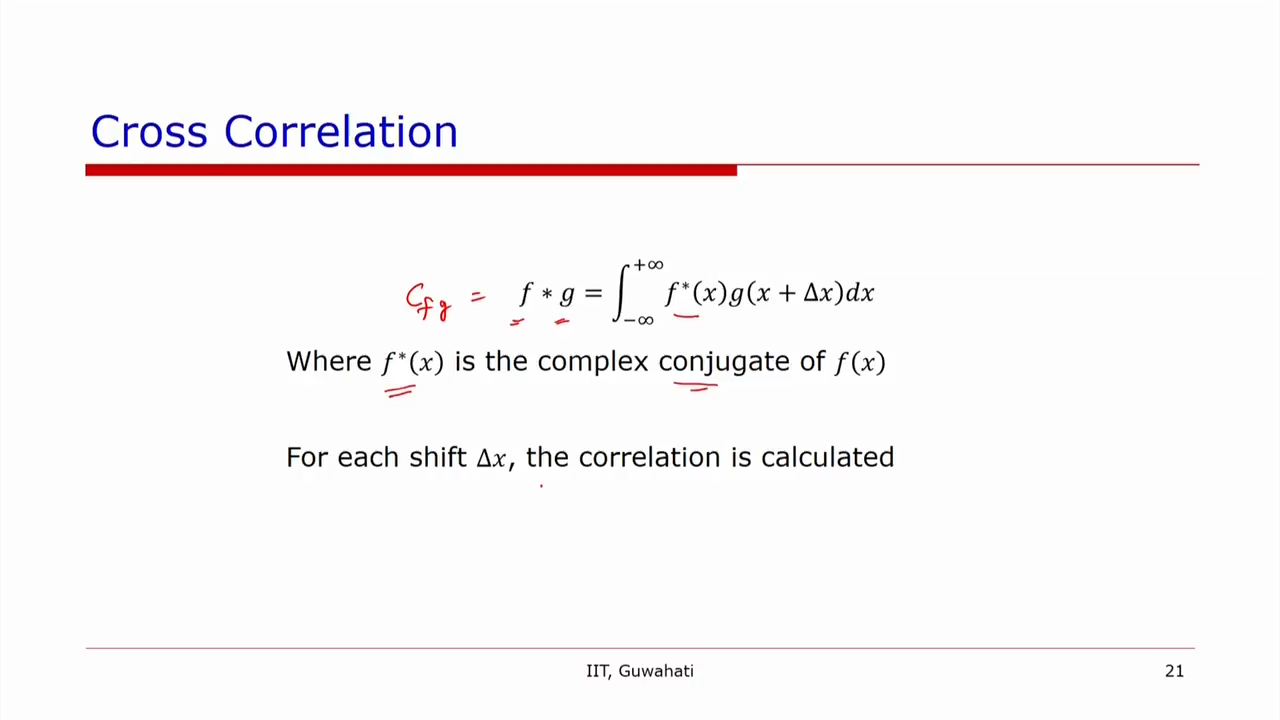 Cross Correlation
C_fg = f * g = ∫_{−∞}^{+∞} f*(x)g(x + Δx)dx
Where f*(x) is the complex conjugate of f(x)
For each shift Δx, the correlation is calculated
IIT, Guwahati
21